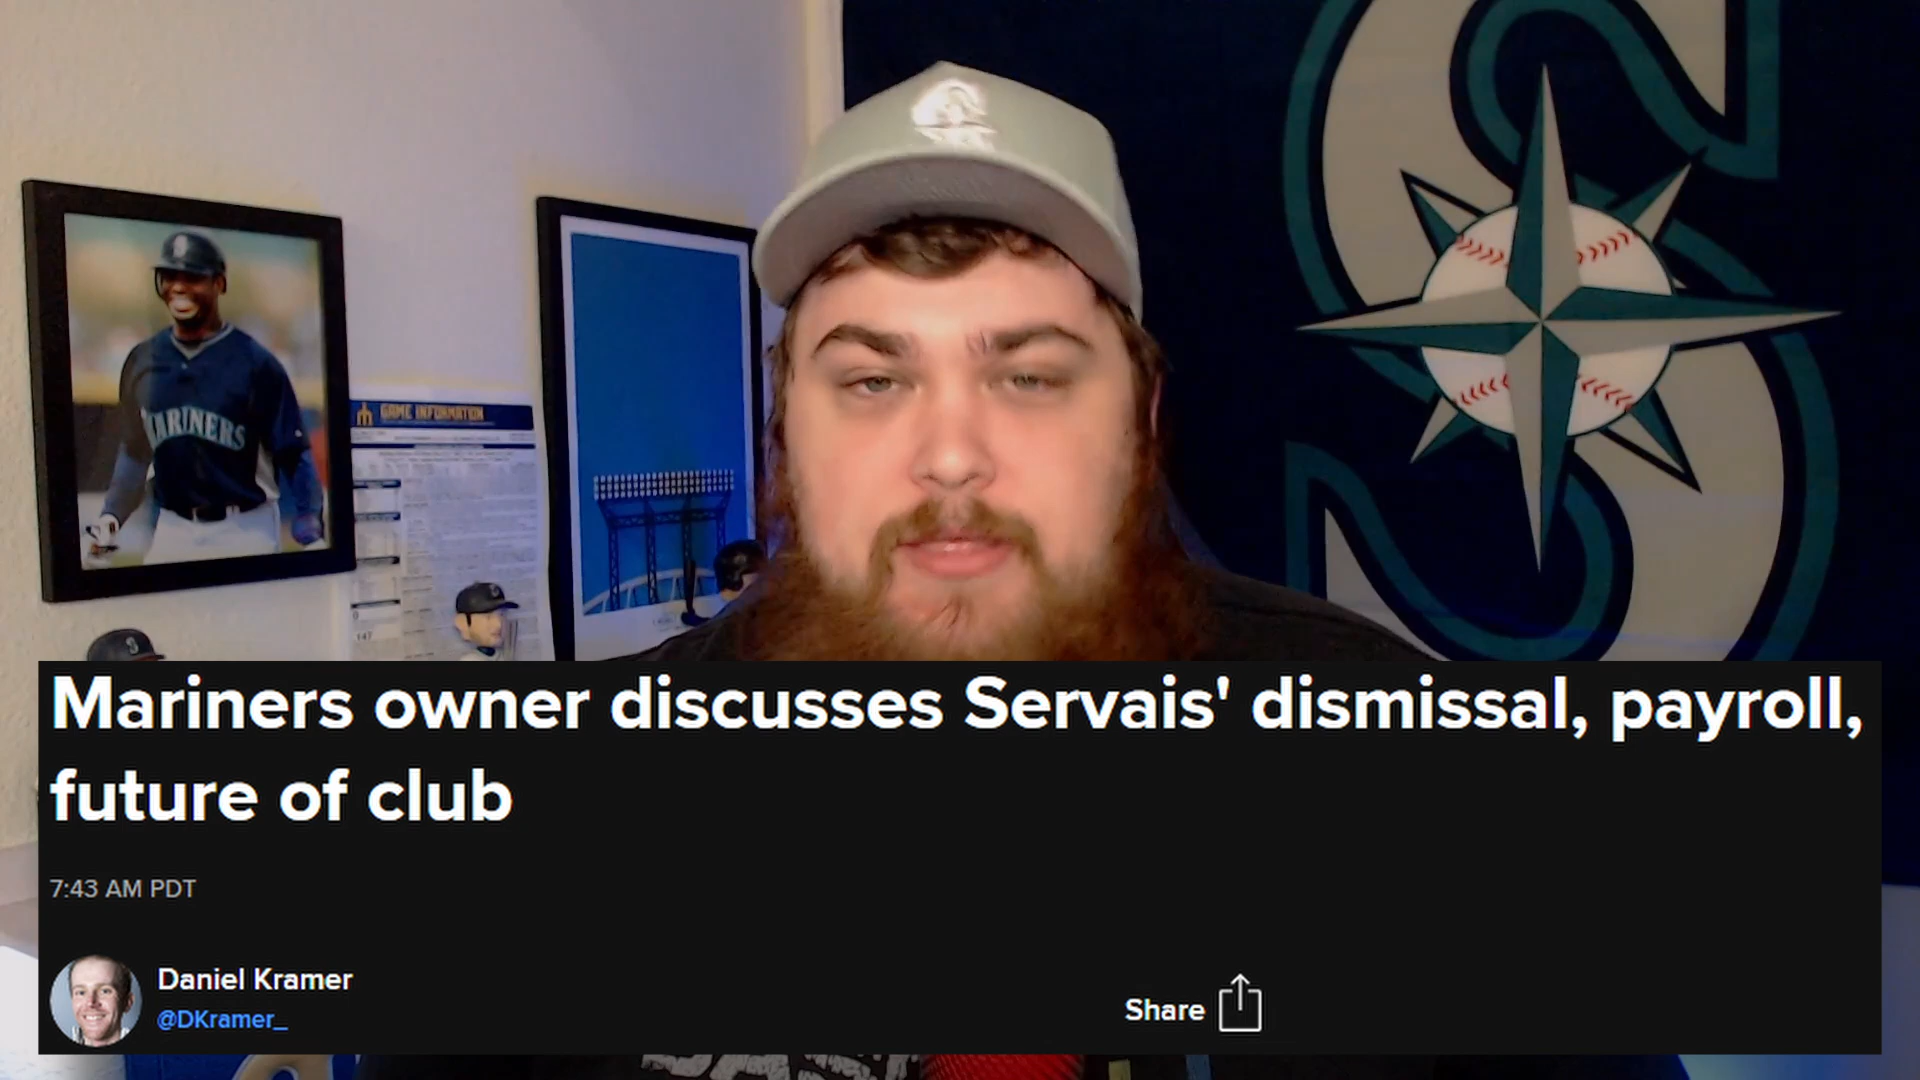 MARINERS
GAME INFORMATION
147
Mariners owner discusses Servais' dismissal, payroll,
future of club
7:43 AM PDT
Daniel Kramer
@DKramer_
Share